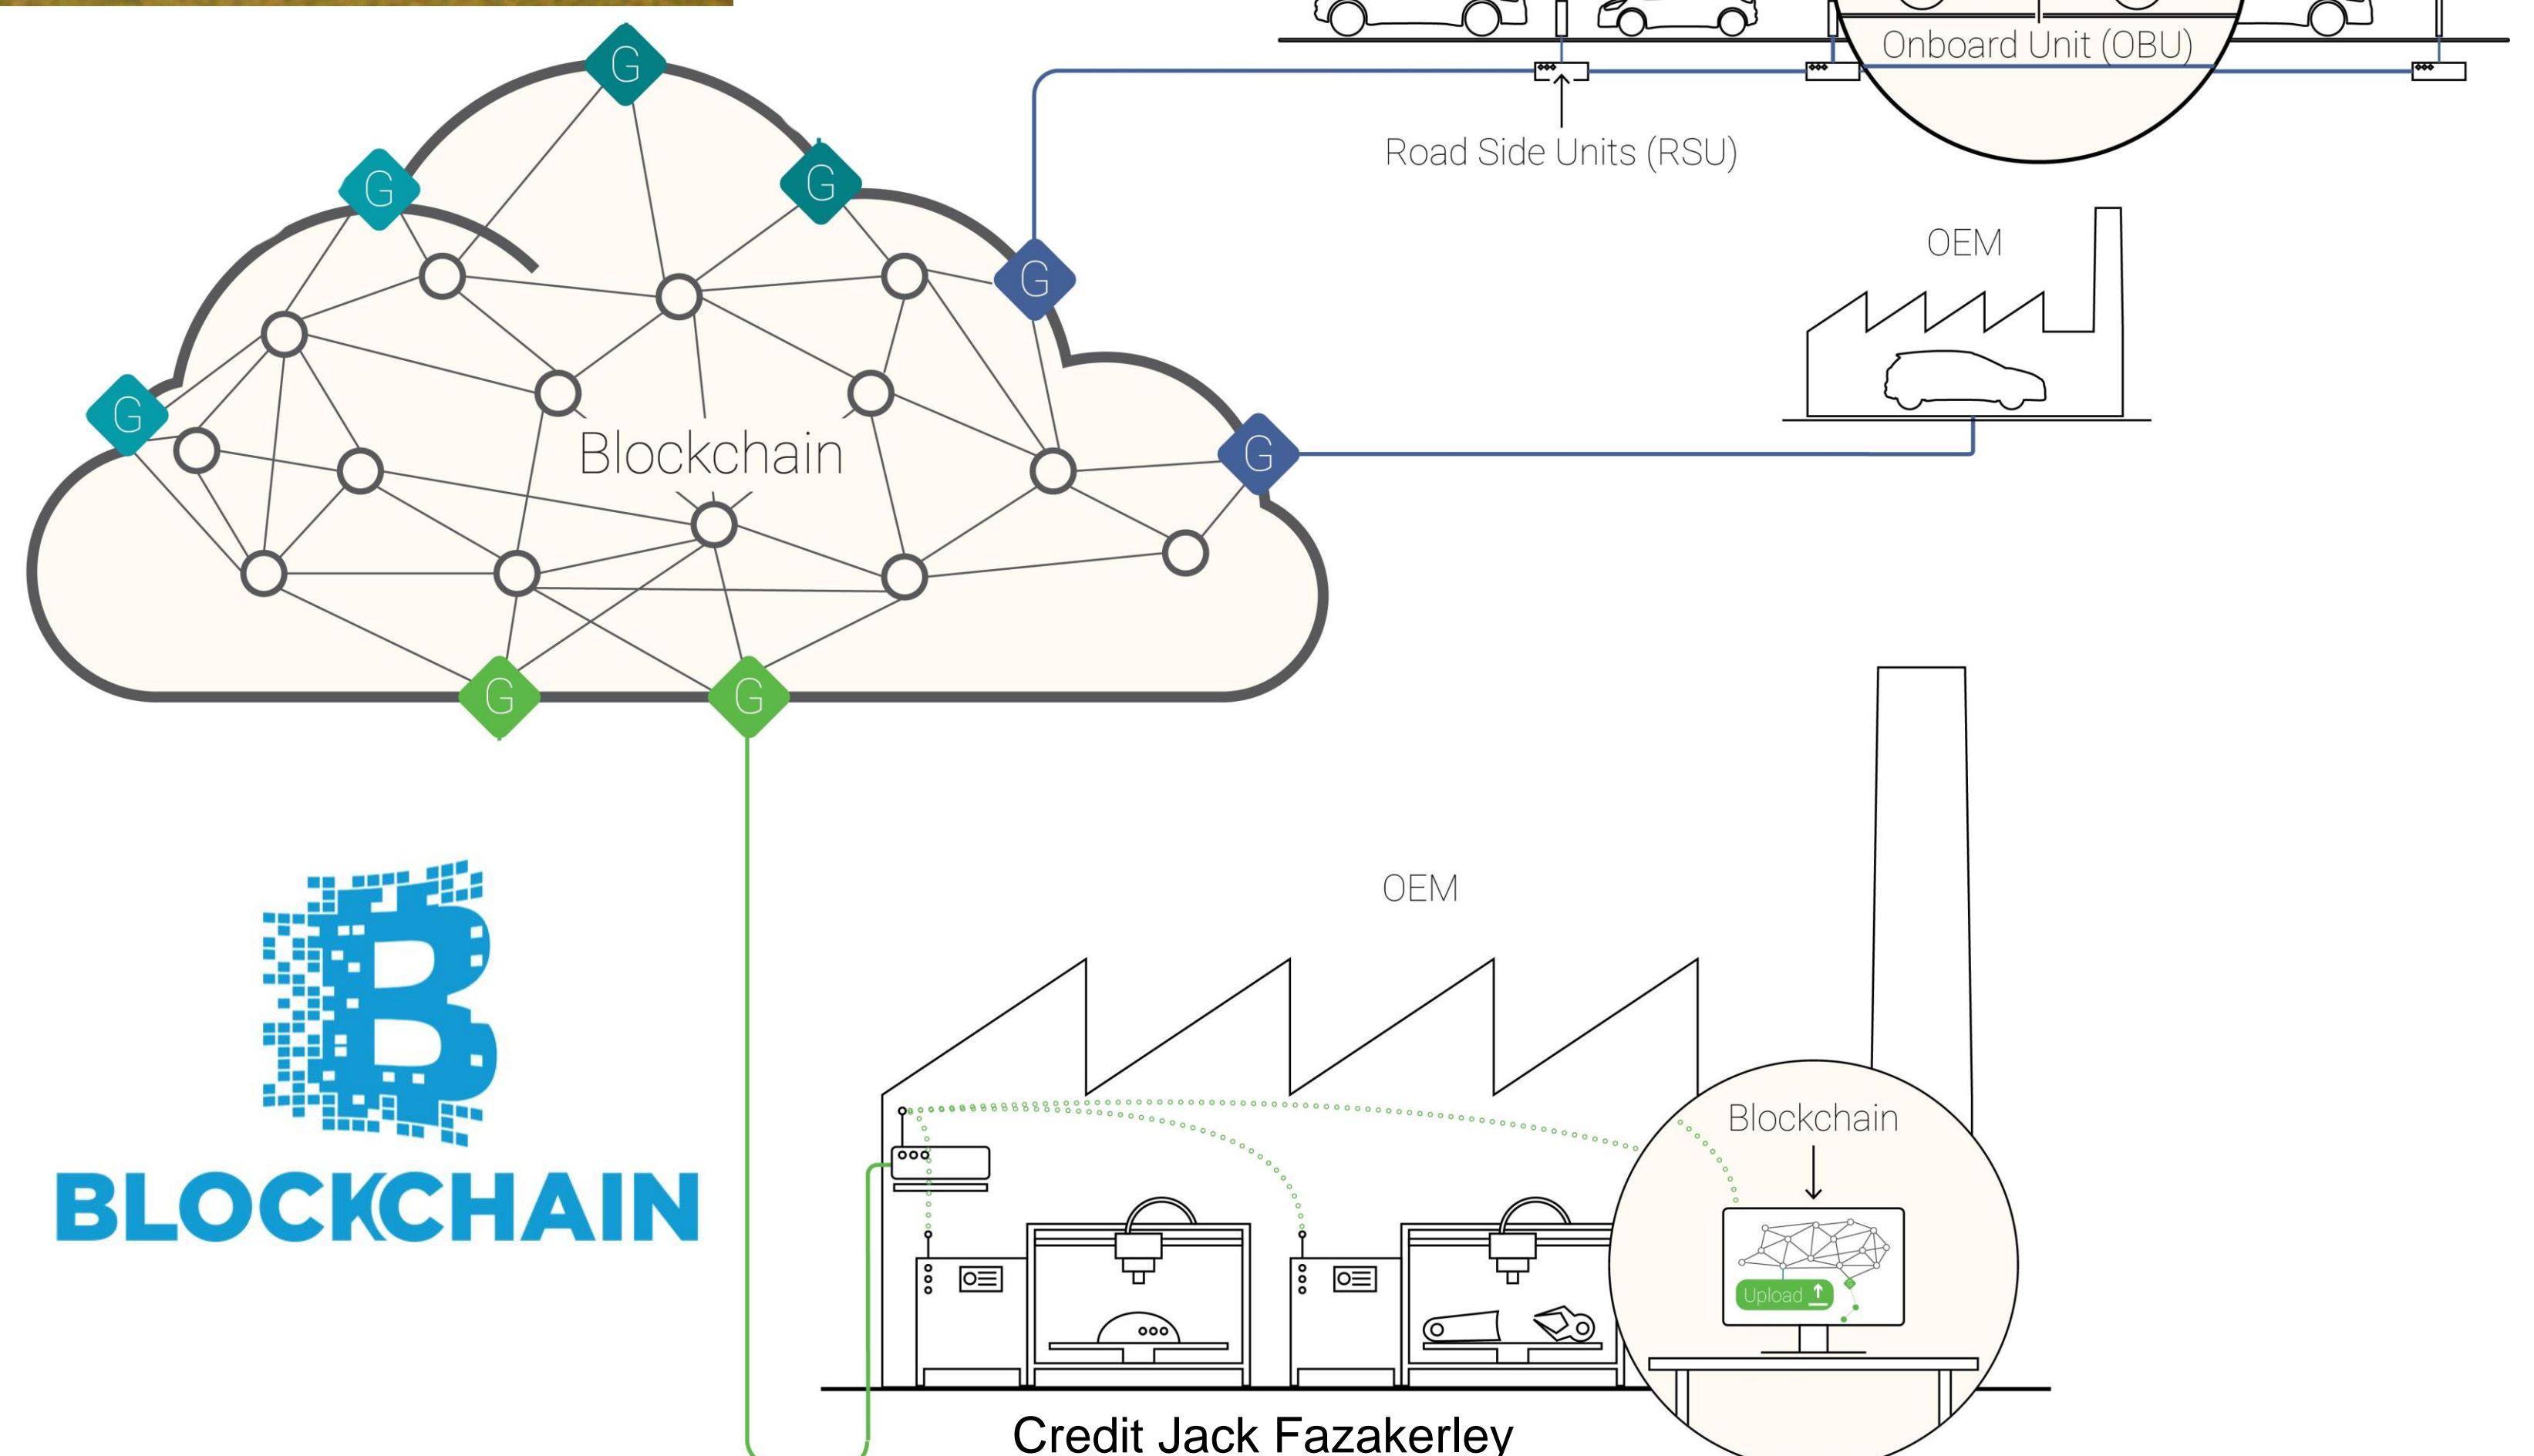 Onboard Unit (OBU)
G
Road Side Units (RSU)
G
G
OEM
G
G
G
Blockchain
G
G
G
OEM
B
BLOCKCHAIN
Blockchain
Upload
Credit Jack Fazakerley